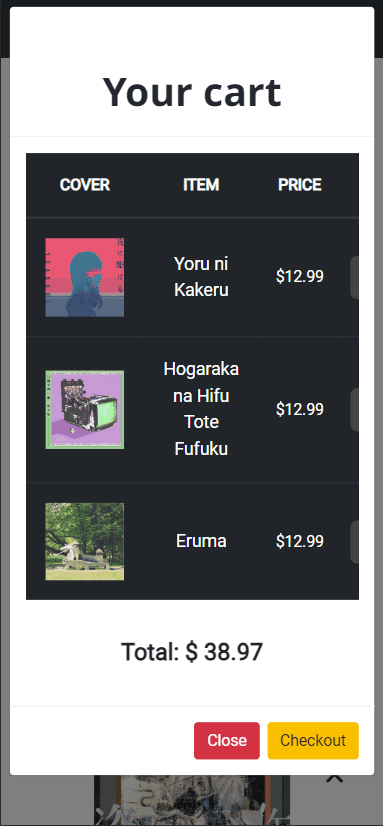 Your cart
COVER ITEM PRICE
Yoru ni
Kakeru
$12.99
Hogaraka
na Hifu
Tote
Fufuku
$12.99
Eruma
$12.99
Total: $ 38.97
Close Checkout